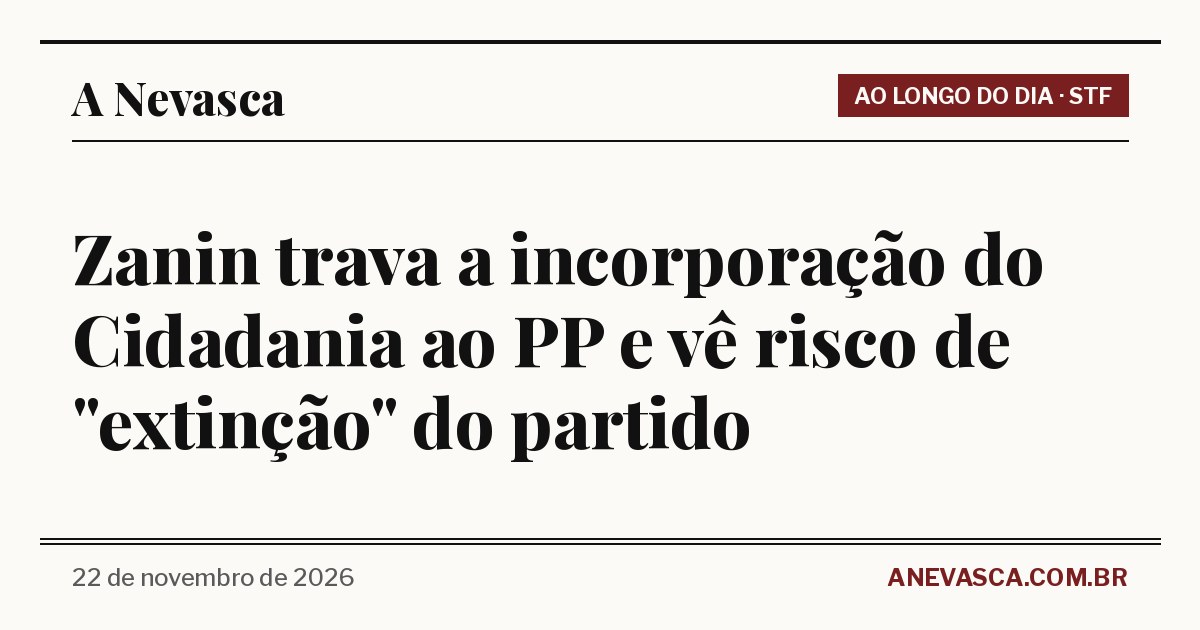 A Nevasca
AO LONGO DO DIA · STF
Zanin trava a incorporação do
Cidadania ao PP e vê risco de
"extinção" do partido
22 de novembro de 2026
ANEVASCA.COM.BR